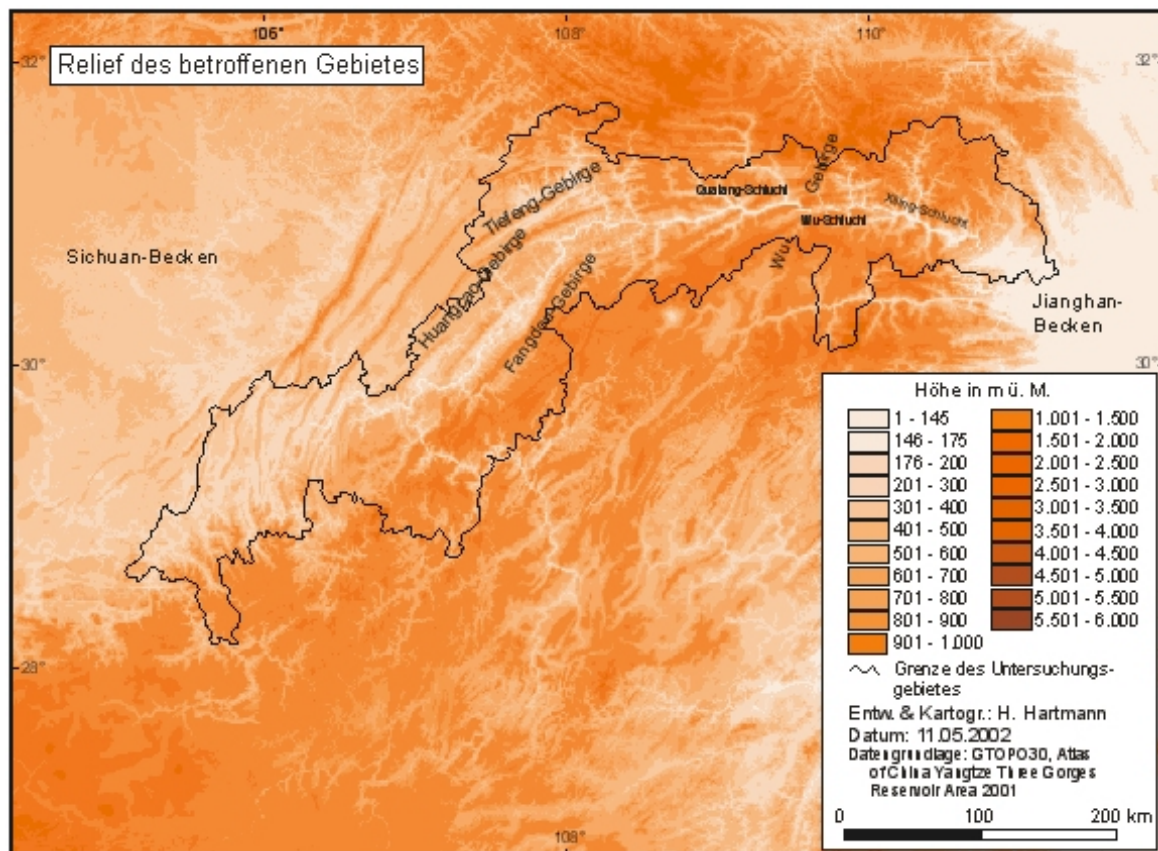 106° 108° 110°
32° 32°
Relief des betroffenen Gebietes
Gebirge
Qutang-Schlucht
Tiefeng-Gebirge
Xiling-Schlucht
Wu-Schlucht
Sichuan-Becken
Huangcao-Gebirge
Wu
Fangdou-Gebirge
Jianghan-
Becken
30° 30°
Höhe in m ü. M.
1 - 145 1.001 - 1.500
146 - 175 1.501 - 2.000
176 - 200 2.001 - 2.500
201 - 300 2.501 - 3.000
301 - 400 3.001 - 3.500
401 - 500 3.501 - 4.000
501 - 600 4.001 - 4.500
601 - 700 4.501 - 5.000
701 - 800 5.001 - 5.500
801 - 900 5.501 - 6.000
901 - 1.000
Grenze des Untersuchungs-
gebietes
28°
Entw. & Kartogr.: H. Hartmann
Datum: 11.05.2002
Datengrundlage: GTOPO30, Atlas
of China Yangtze Three Gorges
Reservoir Area 2001
0 100 200 km
108°